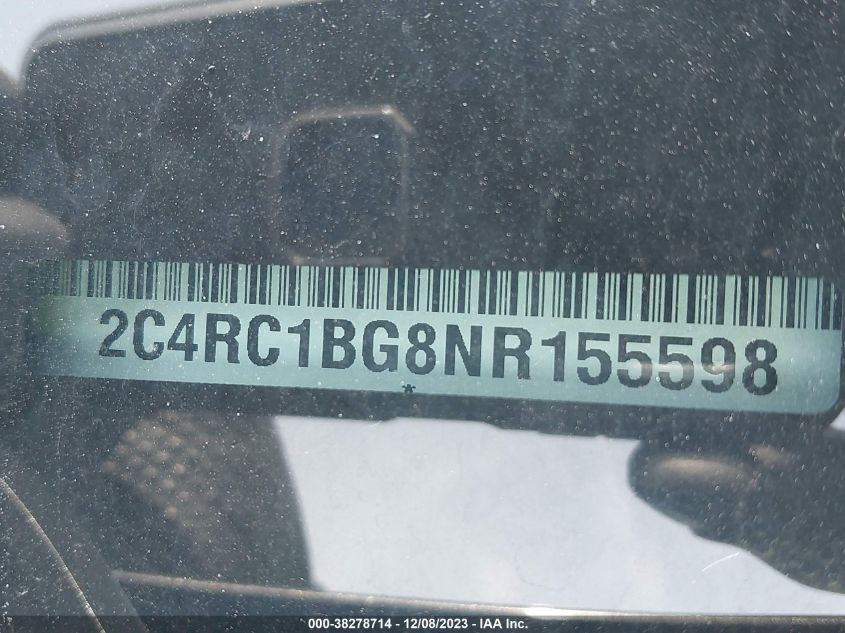 2C4RC1BG8NR155598
*
000-38278714 - 12/08/2023 - IAA Inc.